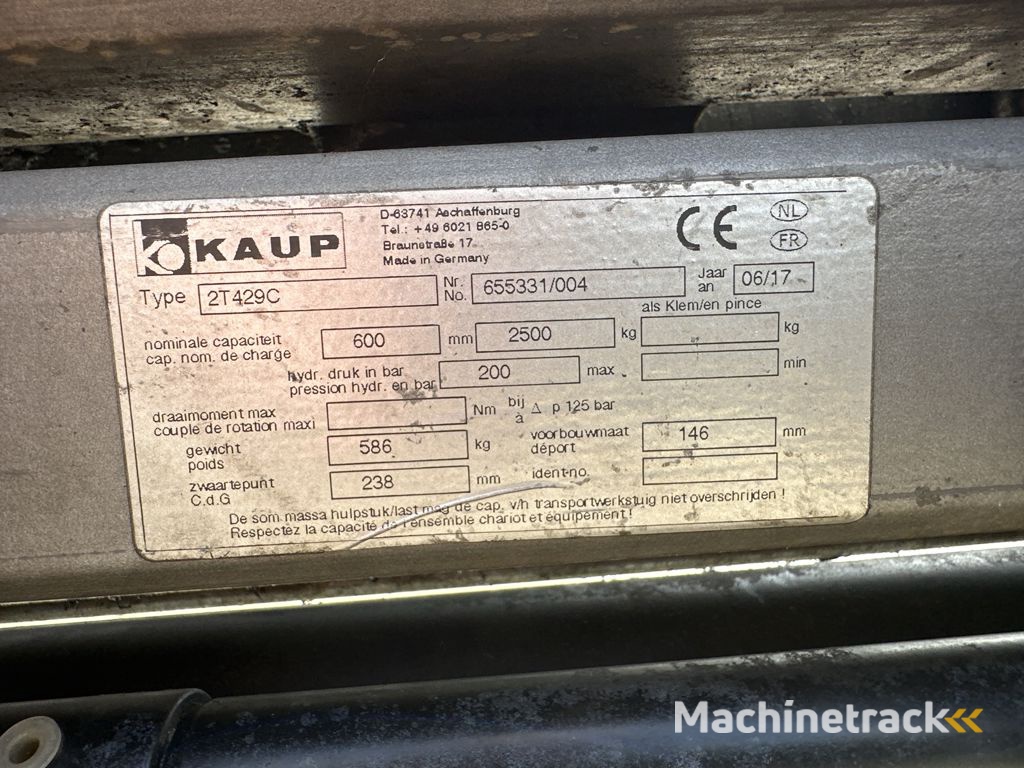 KAUP
D-63741 Aschaffenburg
Tel.: +49 6021 865-0
Braunstraße 17
Made in Germany
CE
NL
FR
Type 2T429C
Nr. No. 655331/004
Jaar an 06/17
als Klem/en pince
nominale capaciteit
cap. nom. de charge
600 mm 2500 kg
kg
hydr. druk in bar
pression hydr. en bar
200 max
min
draaimoment max
couple de rotation maxi
Nm bij à Δ p 125 bar
gewicht
poids
586 kg
voorbouwmaat
déport
146 mm
zwaartepunt
C.d.G
238 mm
ident-no.
De som massa hulpstuk/last mag de cap. v/h transportwerkstuig niet overschrijden !
Respectez la capacité de l'ensemble chariot et équipement !
Machinetrack